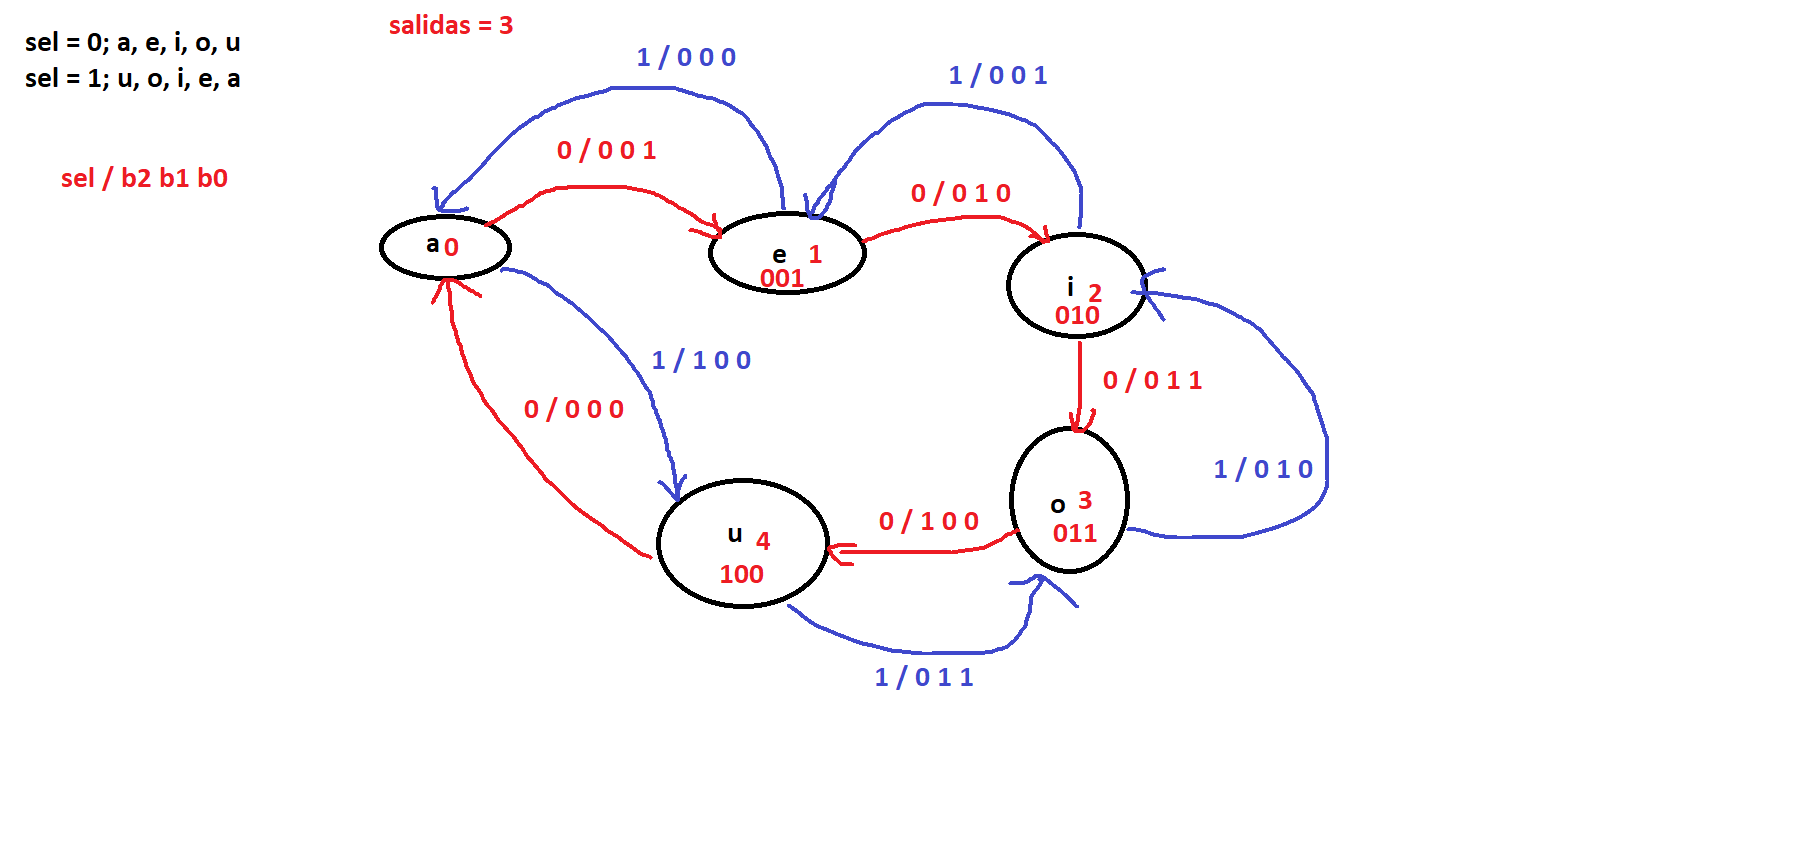 salidas = 3
sel = 0; a, e, i, o, u
sel = 1; u, o, i, e, a
sel / b2 b1 b0
1 / 0 0 0
1 / 0 0 1
0 / 0 0 1
0 / 0 1 0
a 0
e 1
001
i 2
010
1 / 1 0 0
0 / 0 1 1
0 / 0 0 0
1 / 0 1 0
o 3
011
0 / 1 0 0
u 4
100
1 / 0 1 1